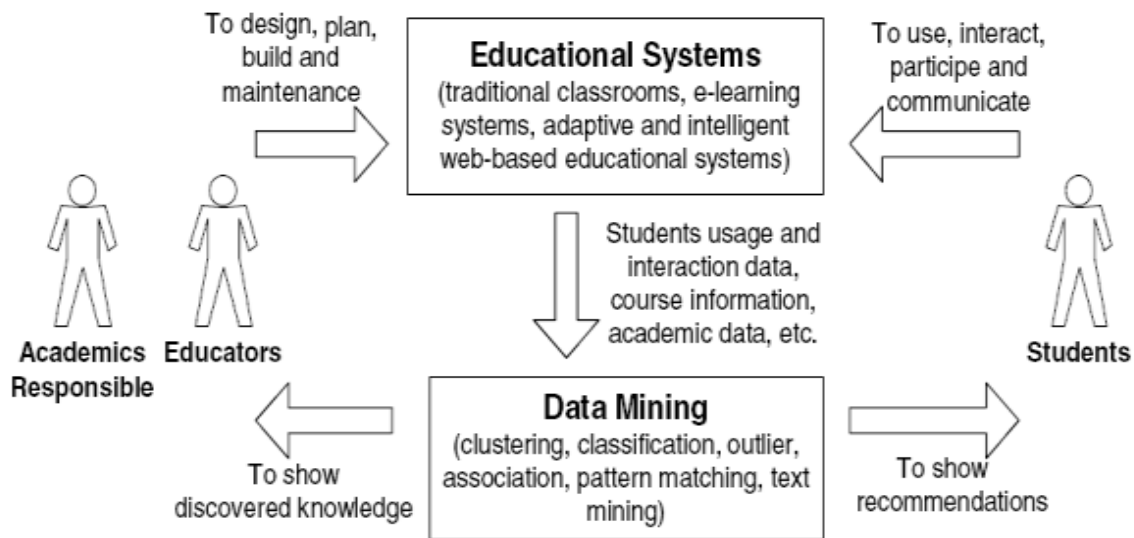 To design, plan,
build and
maintenance
Educational Systems
(traditional classrooms, e-learning
systems, adaptive and intelligent
web-based educational systems)
To use, interact,
participe and
communicate
Students usage and
interaction data,
course information,
academic data, etc.
Academics
Responsible
Educators
Students
Data Mining
(clustering, classification, outlier,
association, pattern matching, text
mining)
To show
discovered knowledge
To show
recommendations